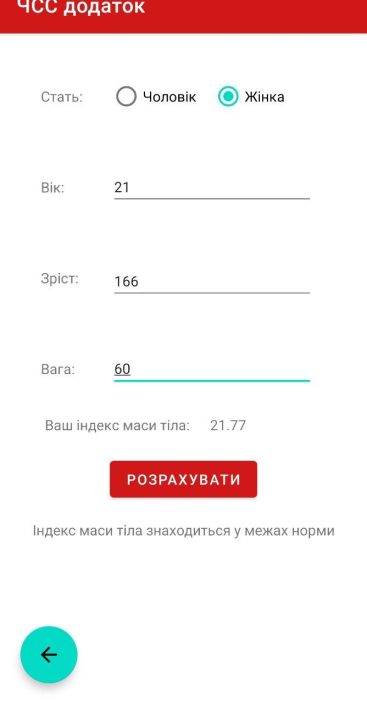 ЧСС додаток
Стать: Чоловік Жінка
Вік: 21
Зріст: 166
Вага: 60
Ваш індекс маси тіла: 21.77
РОЗРАХУВАТИ
Індекс маси тіла знаходиться у межах норми